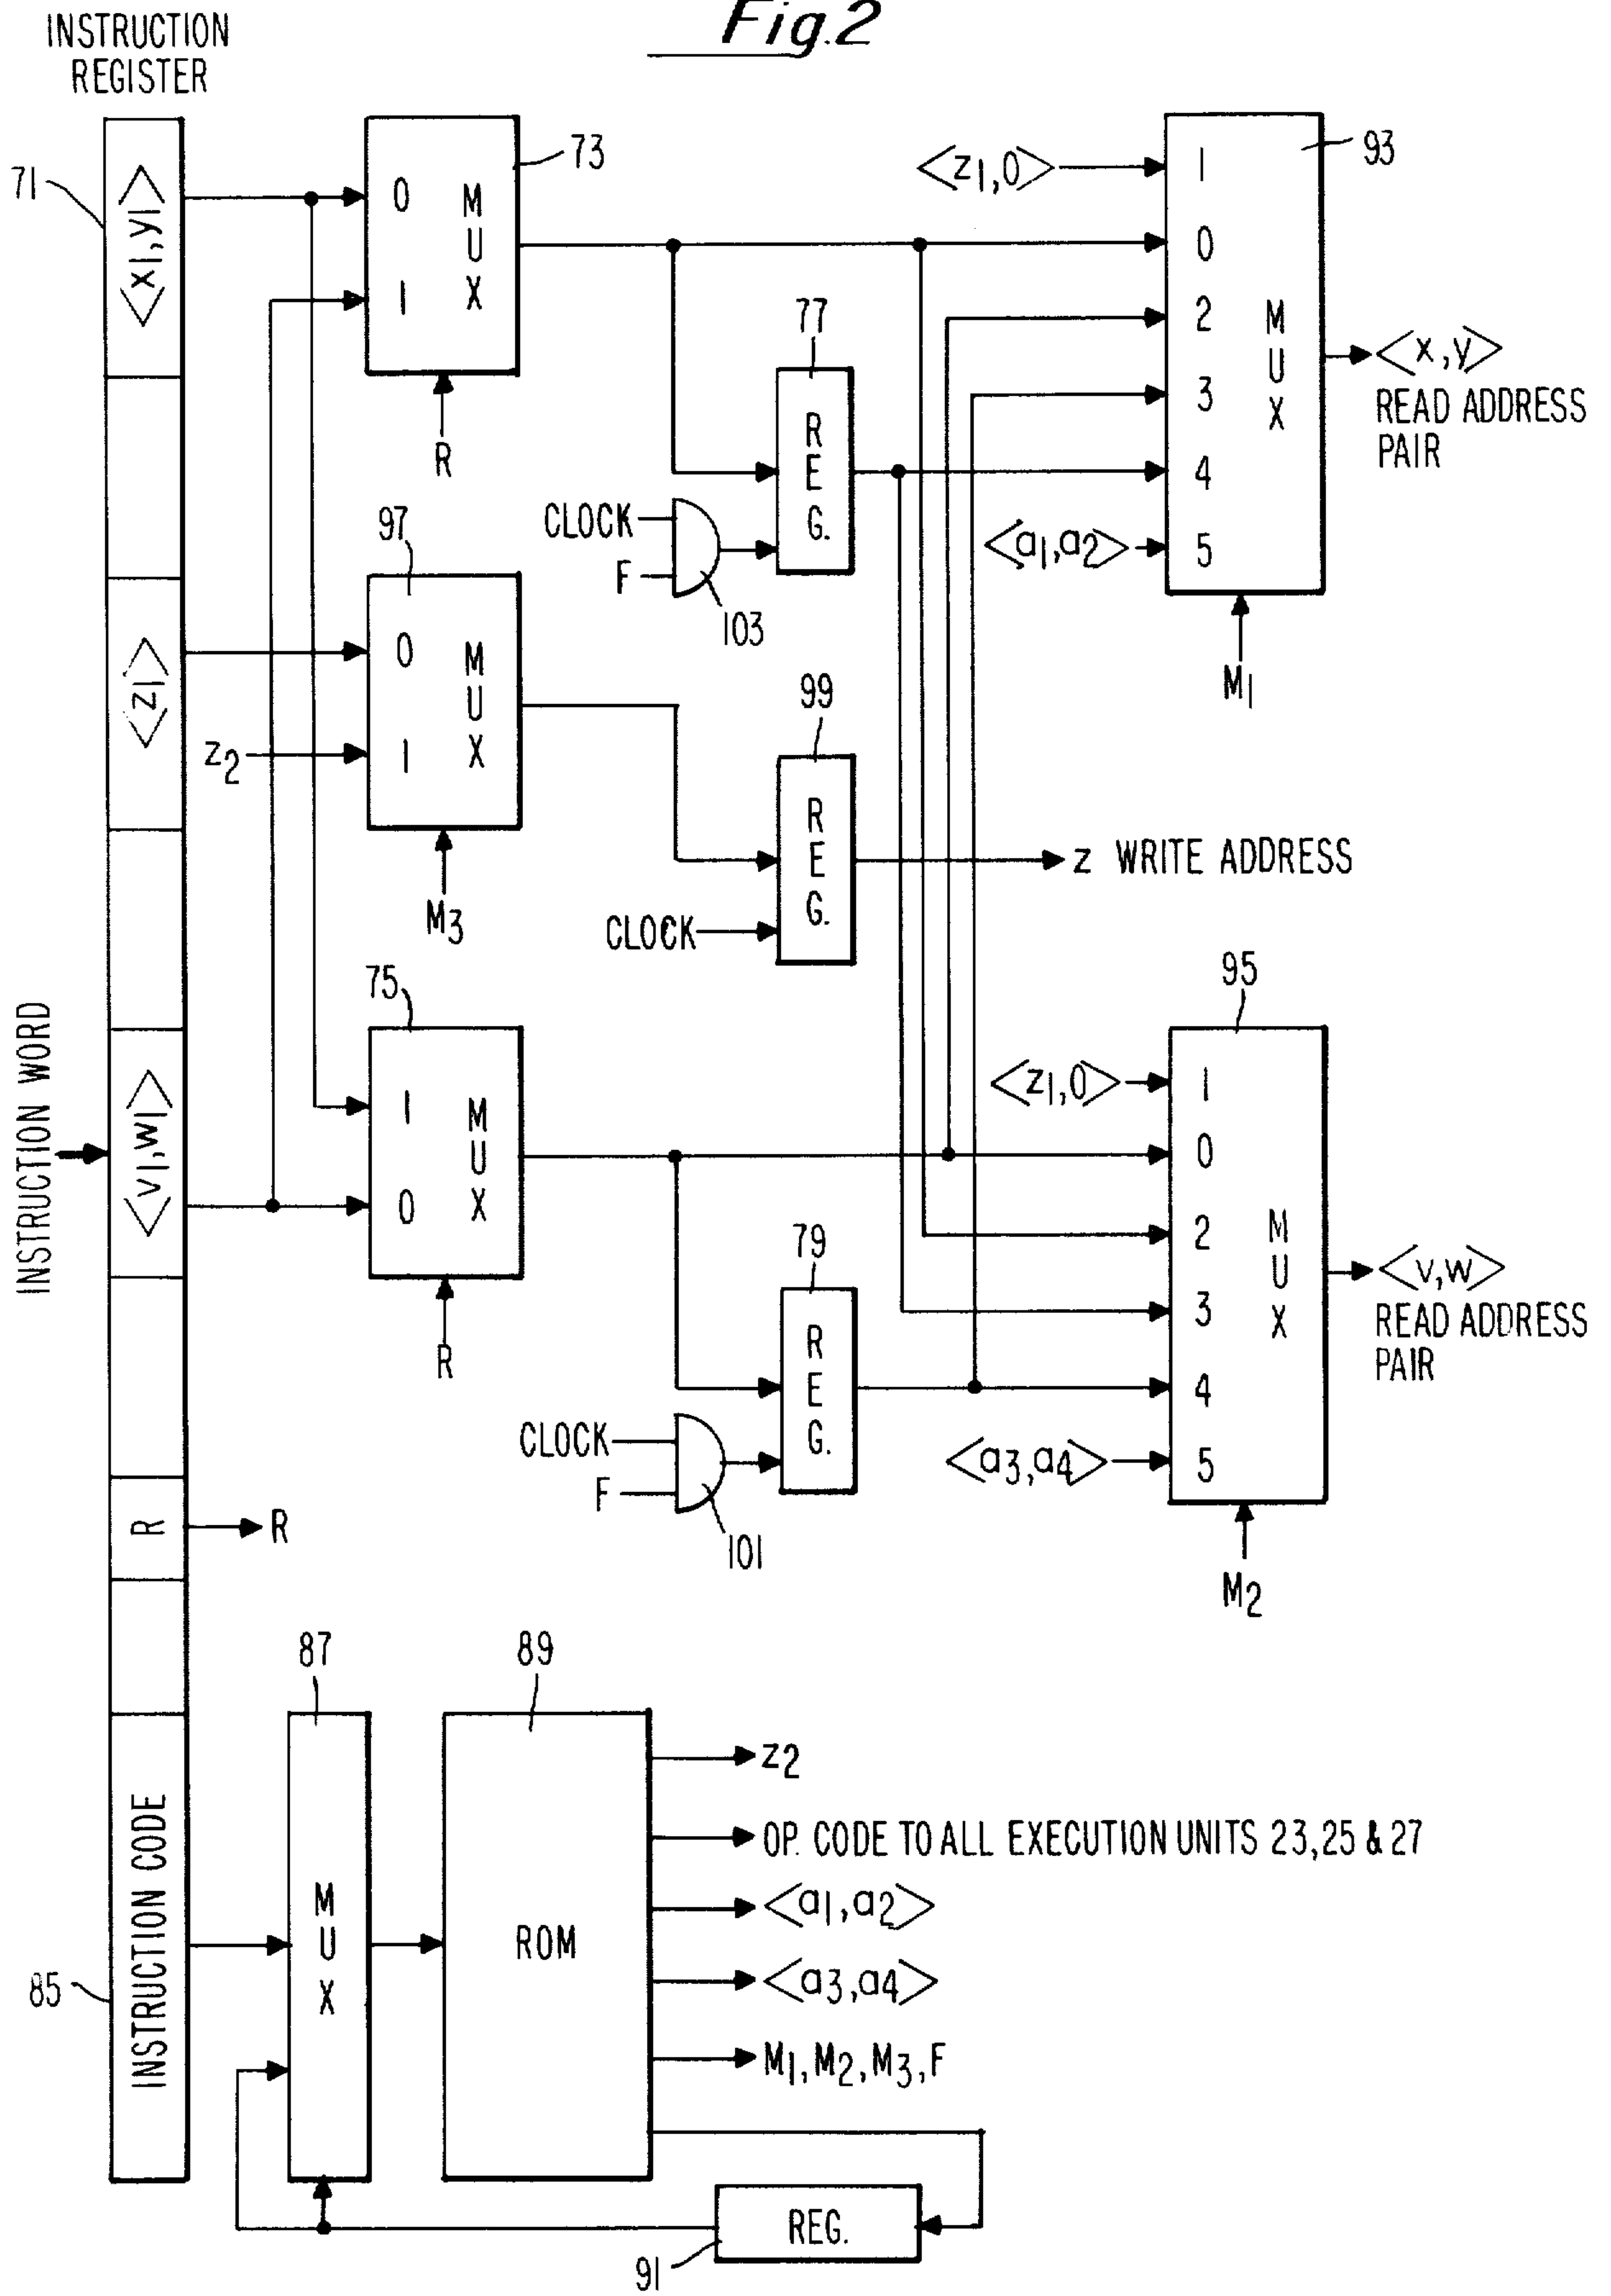 Fig.2
INSTRUCTION
REGISTER
71
<x1,y1>
<z1>
<v1,w1>
R
INSTRUCTION CODE
85
INSTRUCTION WORD
R
73
0
1
MUX
R
97
0
1
MUX
z2
M3
75
1
0
MUX
R
77
REG.
CLOCK
F
103
99
REG.
CLOCK
z WRITE ADDRESS
79
REG.
CLOCK
F
101
93
<z1,0>
1
0
2
3
4
<a1,a2>
5
MUX
M1
<x,y>
READ ADDRESS
PAIR
95
<z1,0>
1
0
2
3
4
<a3,a4>
5
MUX
M2
<v,w>
READ ADDRESS
PAIR
87
MUX
89
ROM
z2
OP. CODE TO ALL EXECUTION UNITS 23,25 & 27
<a1,a2>
<a3,a4>
M1,M2,M3,F
REG.
91